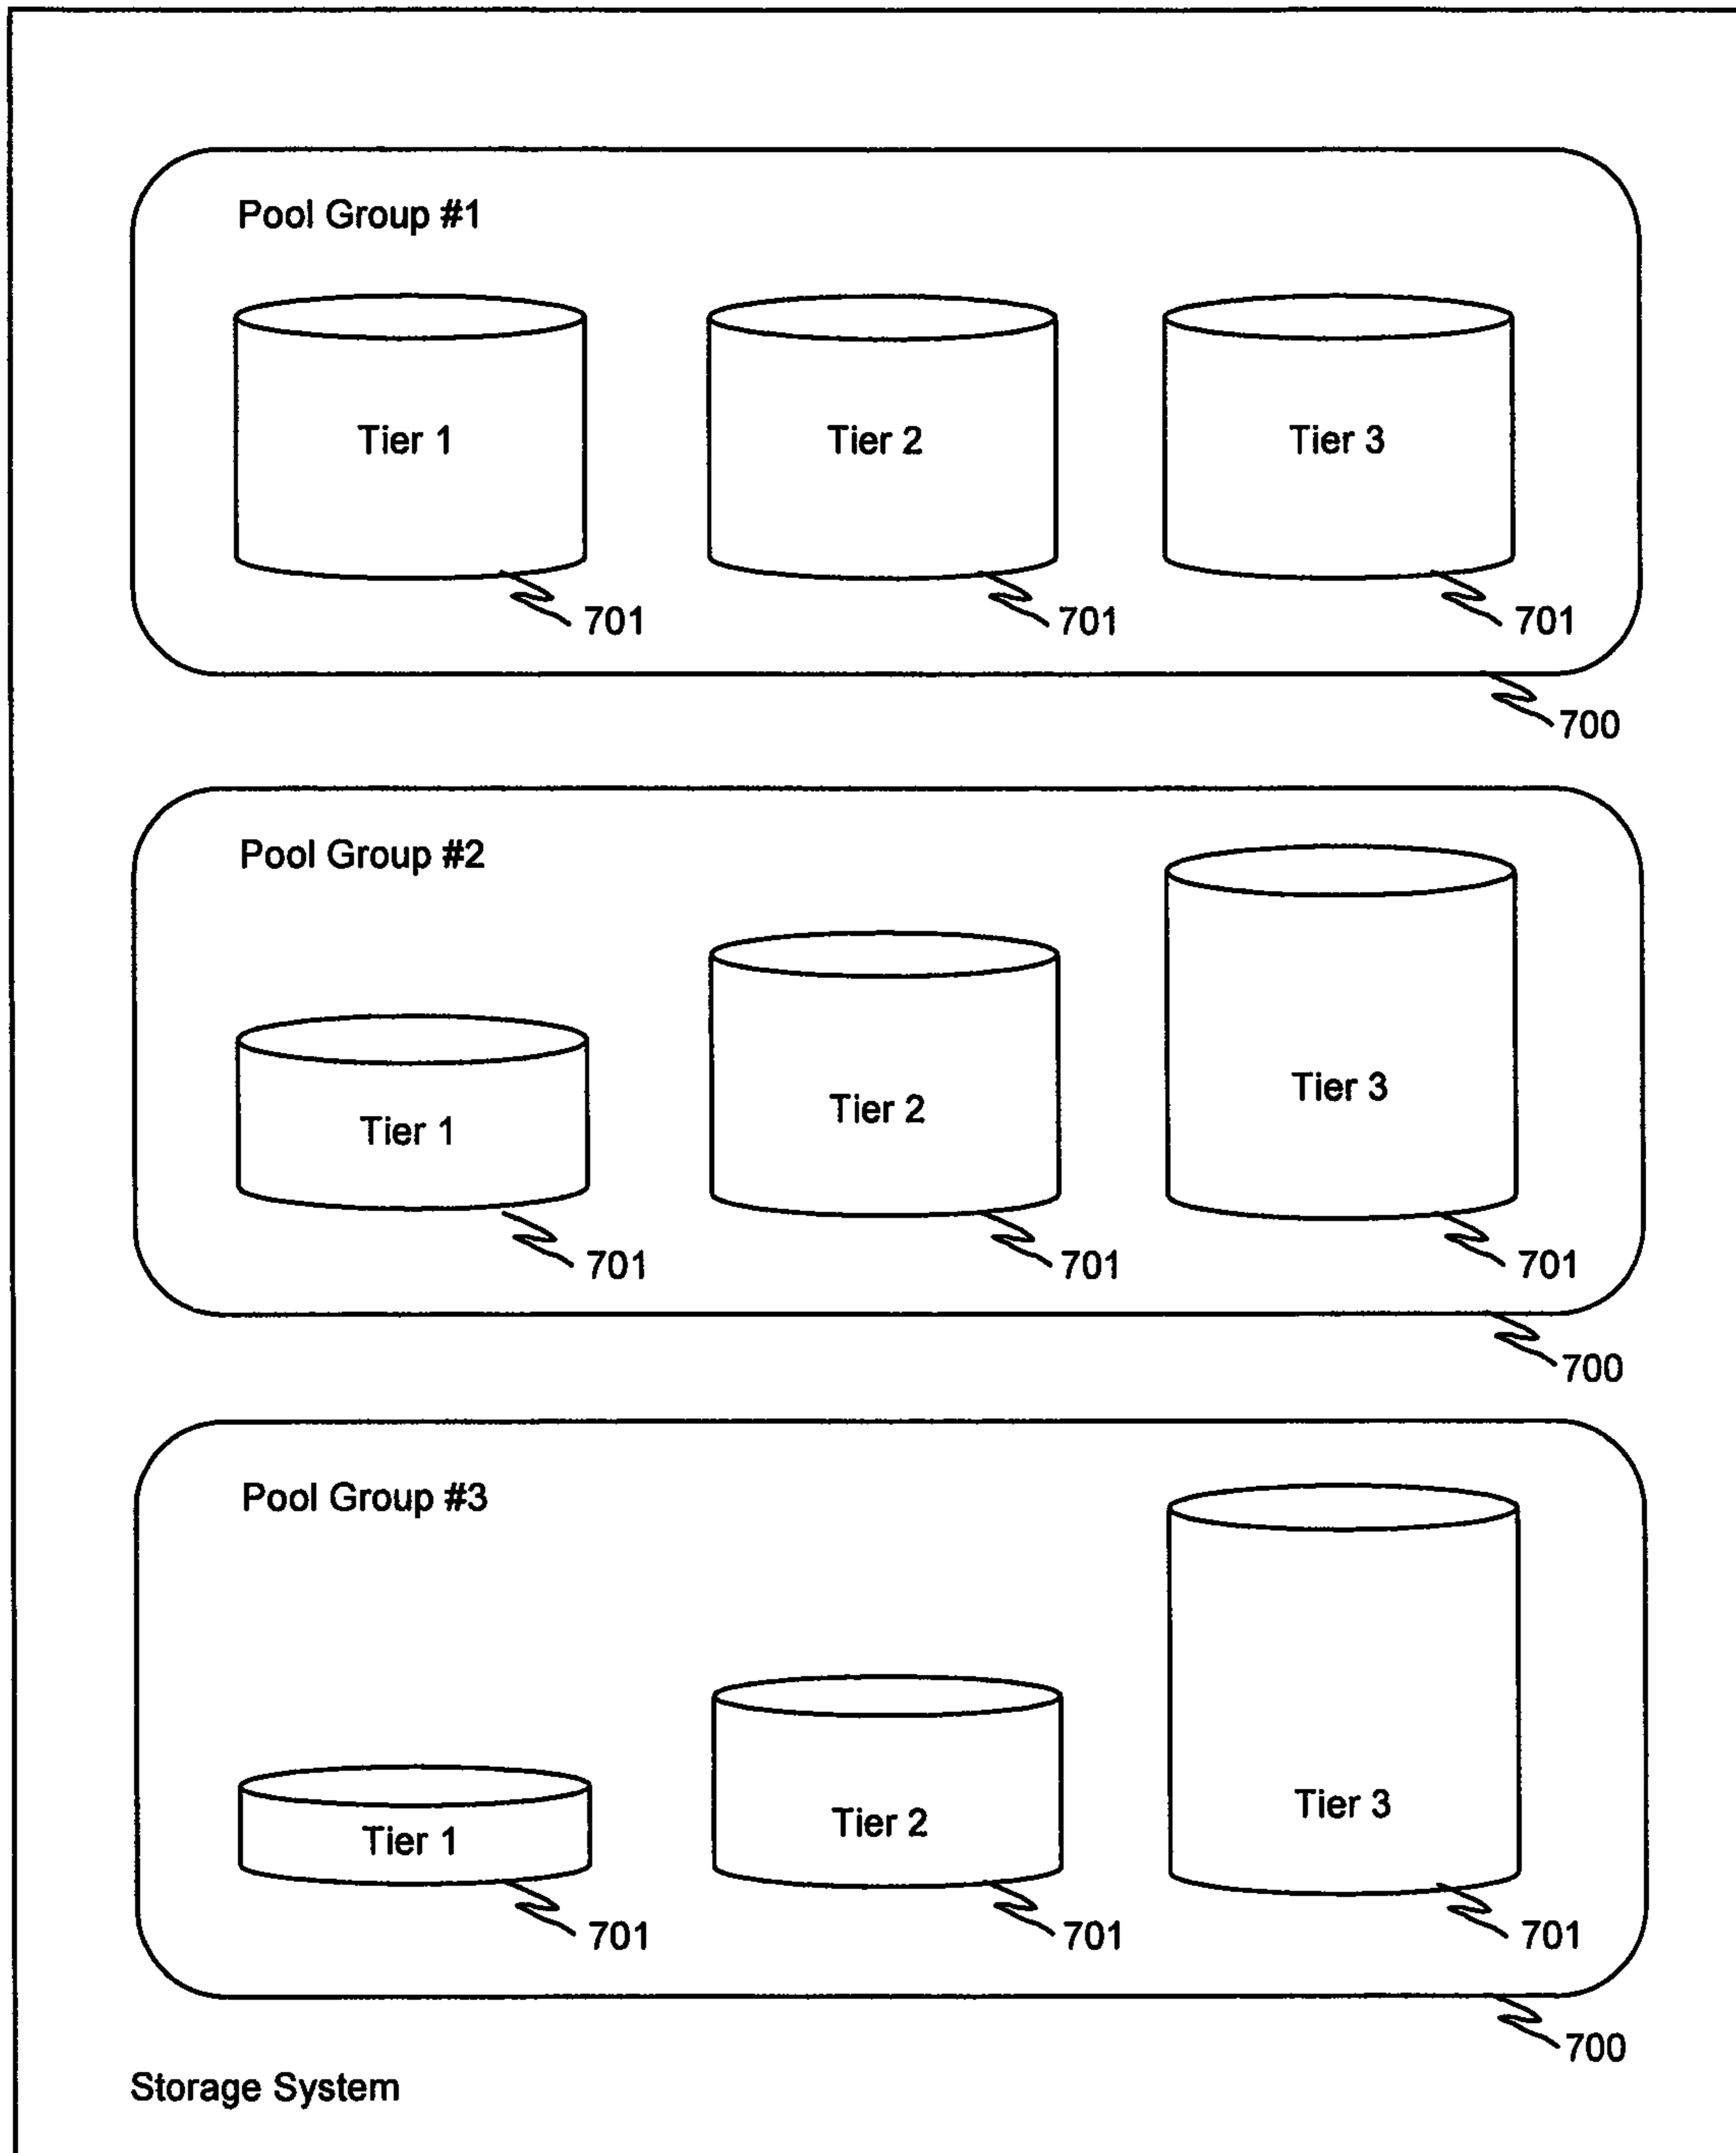 Pool Group #1
Tier 1
Tier 2
Tier 3
701
701
701
700
Pool Group #2
Tier 1
Tier 2
Tier 3
701
701
701
700
Pool Group #3
Tier 1
Tier 2
Tier 3
701
701
701
700
Storage System